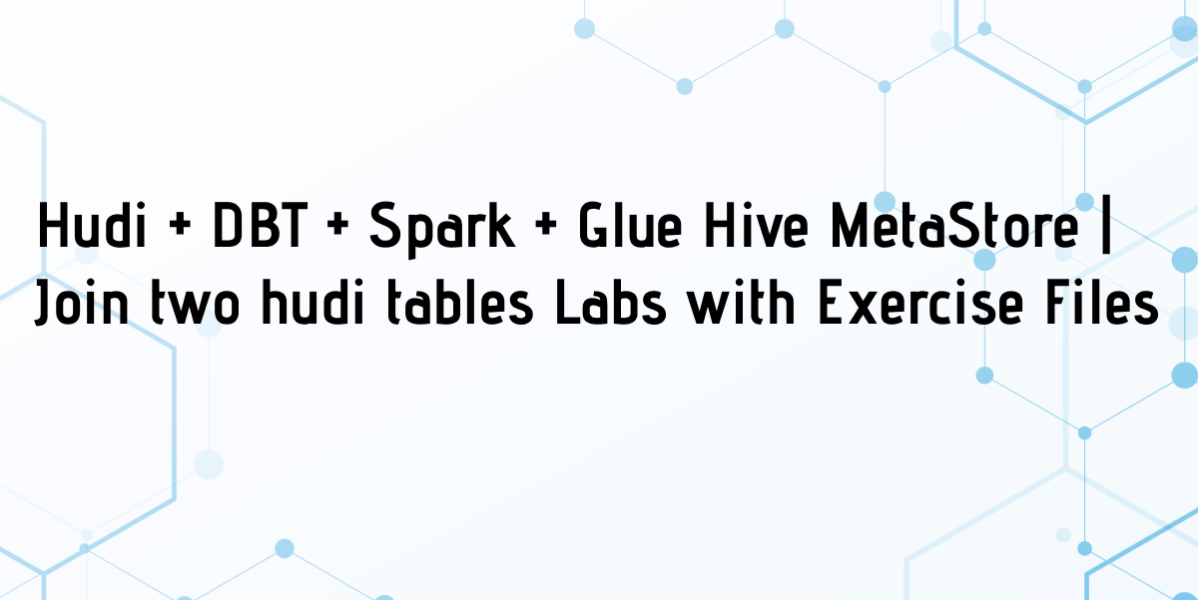 Hudi + DBT + Spark + Glue Hive MetaStore |
Join two hudi tables Labs with Exercise Files